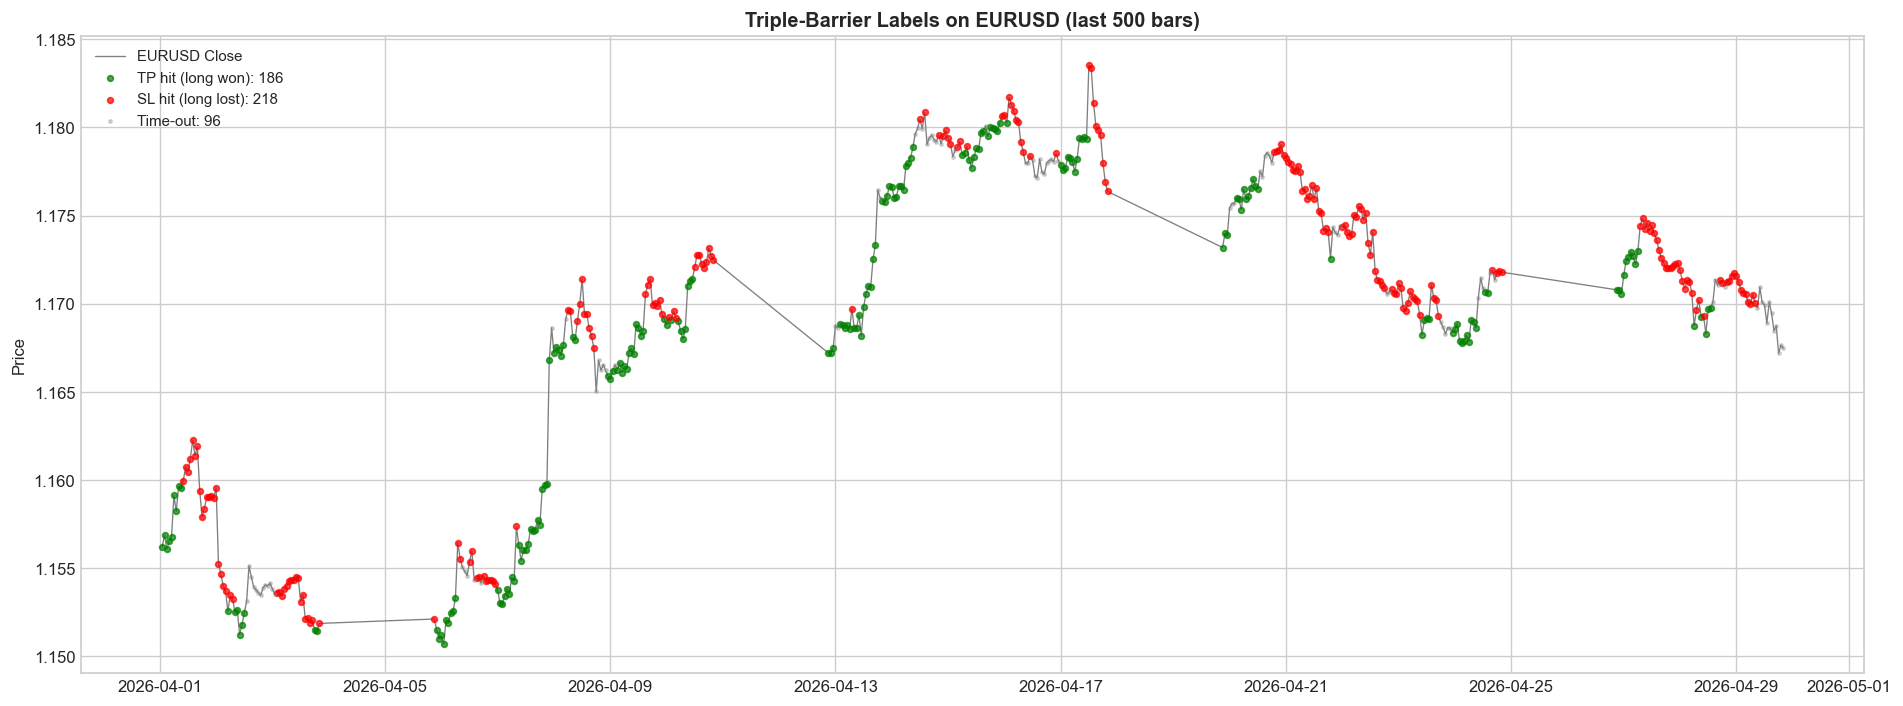 Triple-Barrier Labels on EURUSD (last 500 bars)
EURUSD Close
TP hit (long won): 186
SL hit (long lost): 218
Time-out: 96
Price
1.185
1.180
1.175
1.170
1.165
1.160
1.155
1.150
2026-04-01
2026-04-05
2026-04-09
2026-04-13
2026-04-17
2026-04-21
2026-04-25
2026-04-29
2026-05-01